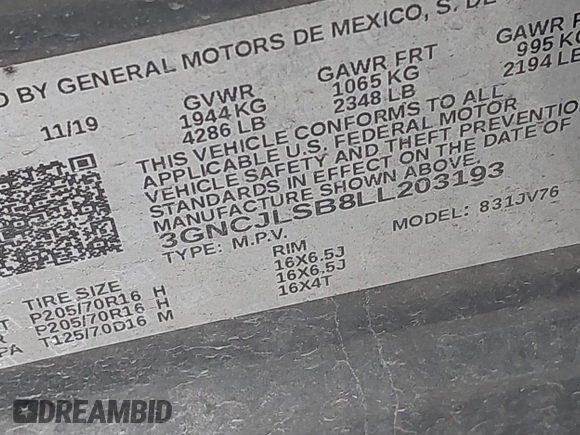 D BY GENERAL MOTORS DE MEXICO, S. DE
11/19 GVWR GAWR FRT GAWR R
1944 KG 1065 KG 995 KG
4286 LB 2348 LB 2194 LB
THIS VEHICLE CONFORMS TO ALL
APPLICABLE U.S. FEDERAL MOTOR
VEHICLE SAFETY AND THEFT PREVENTIO
STANDARDS IN EFFECT ON THE DATE OF
MANUFACTURE SHOWN ABOVE.
3GNCJLSB8LL203193
TYPE: M.P.V. MODEL: 831JV76
TIRE SIZE RIM
T P205/70R16 H 16X6.5J
R P205/70R16 H 16X6.5J
PA T125/70D16 M 16X4T
DREAMBID